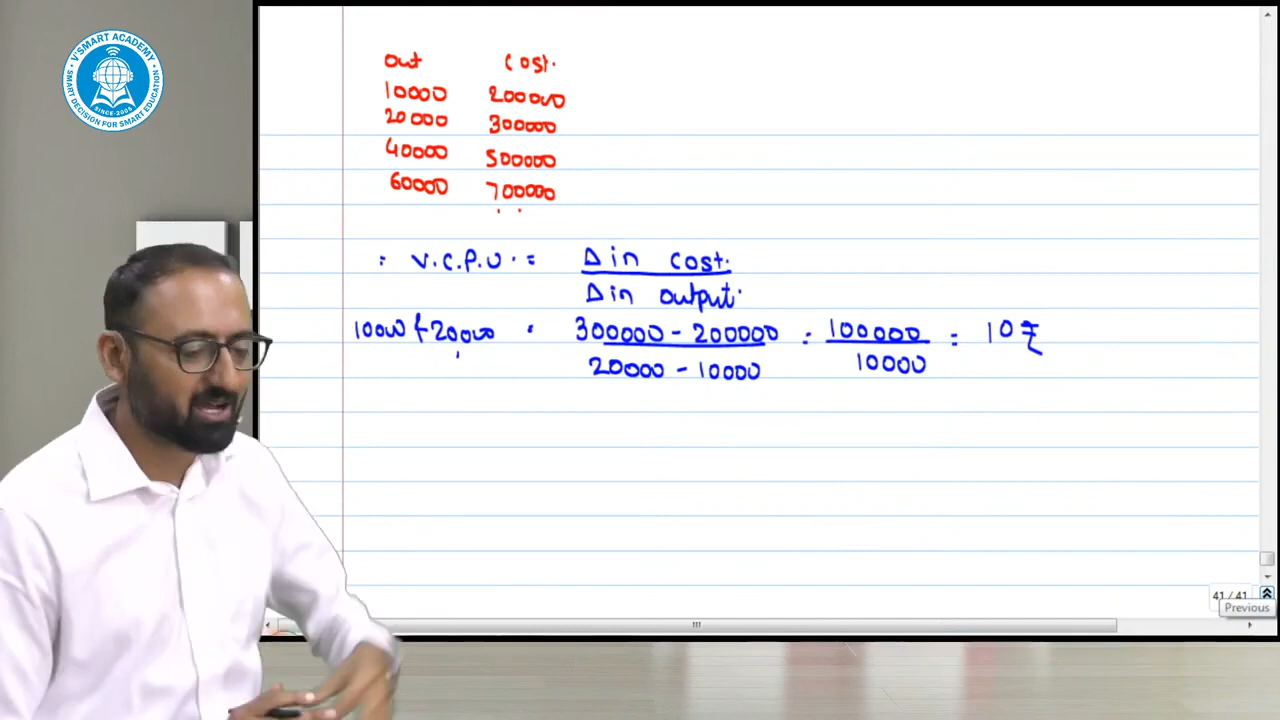 V'SMART ACADEMY
SINCE-2005
SMART DECISION FOR SMART EDUCATION
out cost.
10000 200000
20000 300000
40000 500000
60000 700000
= V.C.P.U. = Δ in cost.
Δ in output.
10000 & 20000 = 300000 - 200000 = 100000 = 10 ₹
20000 - 10000 10000
41 / 41
Previous